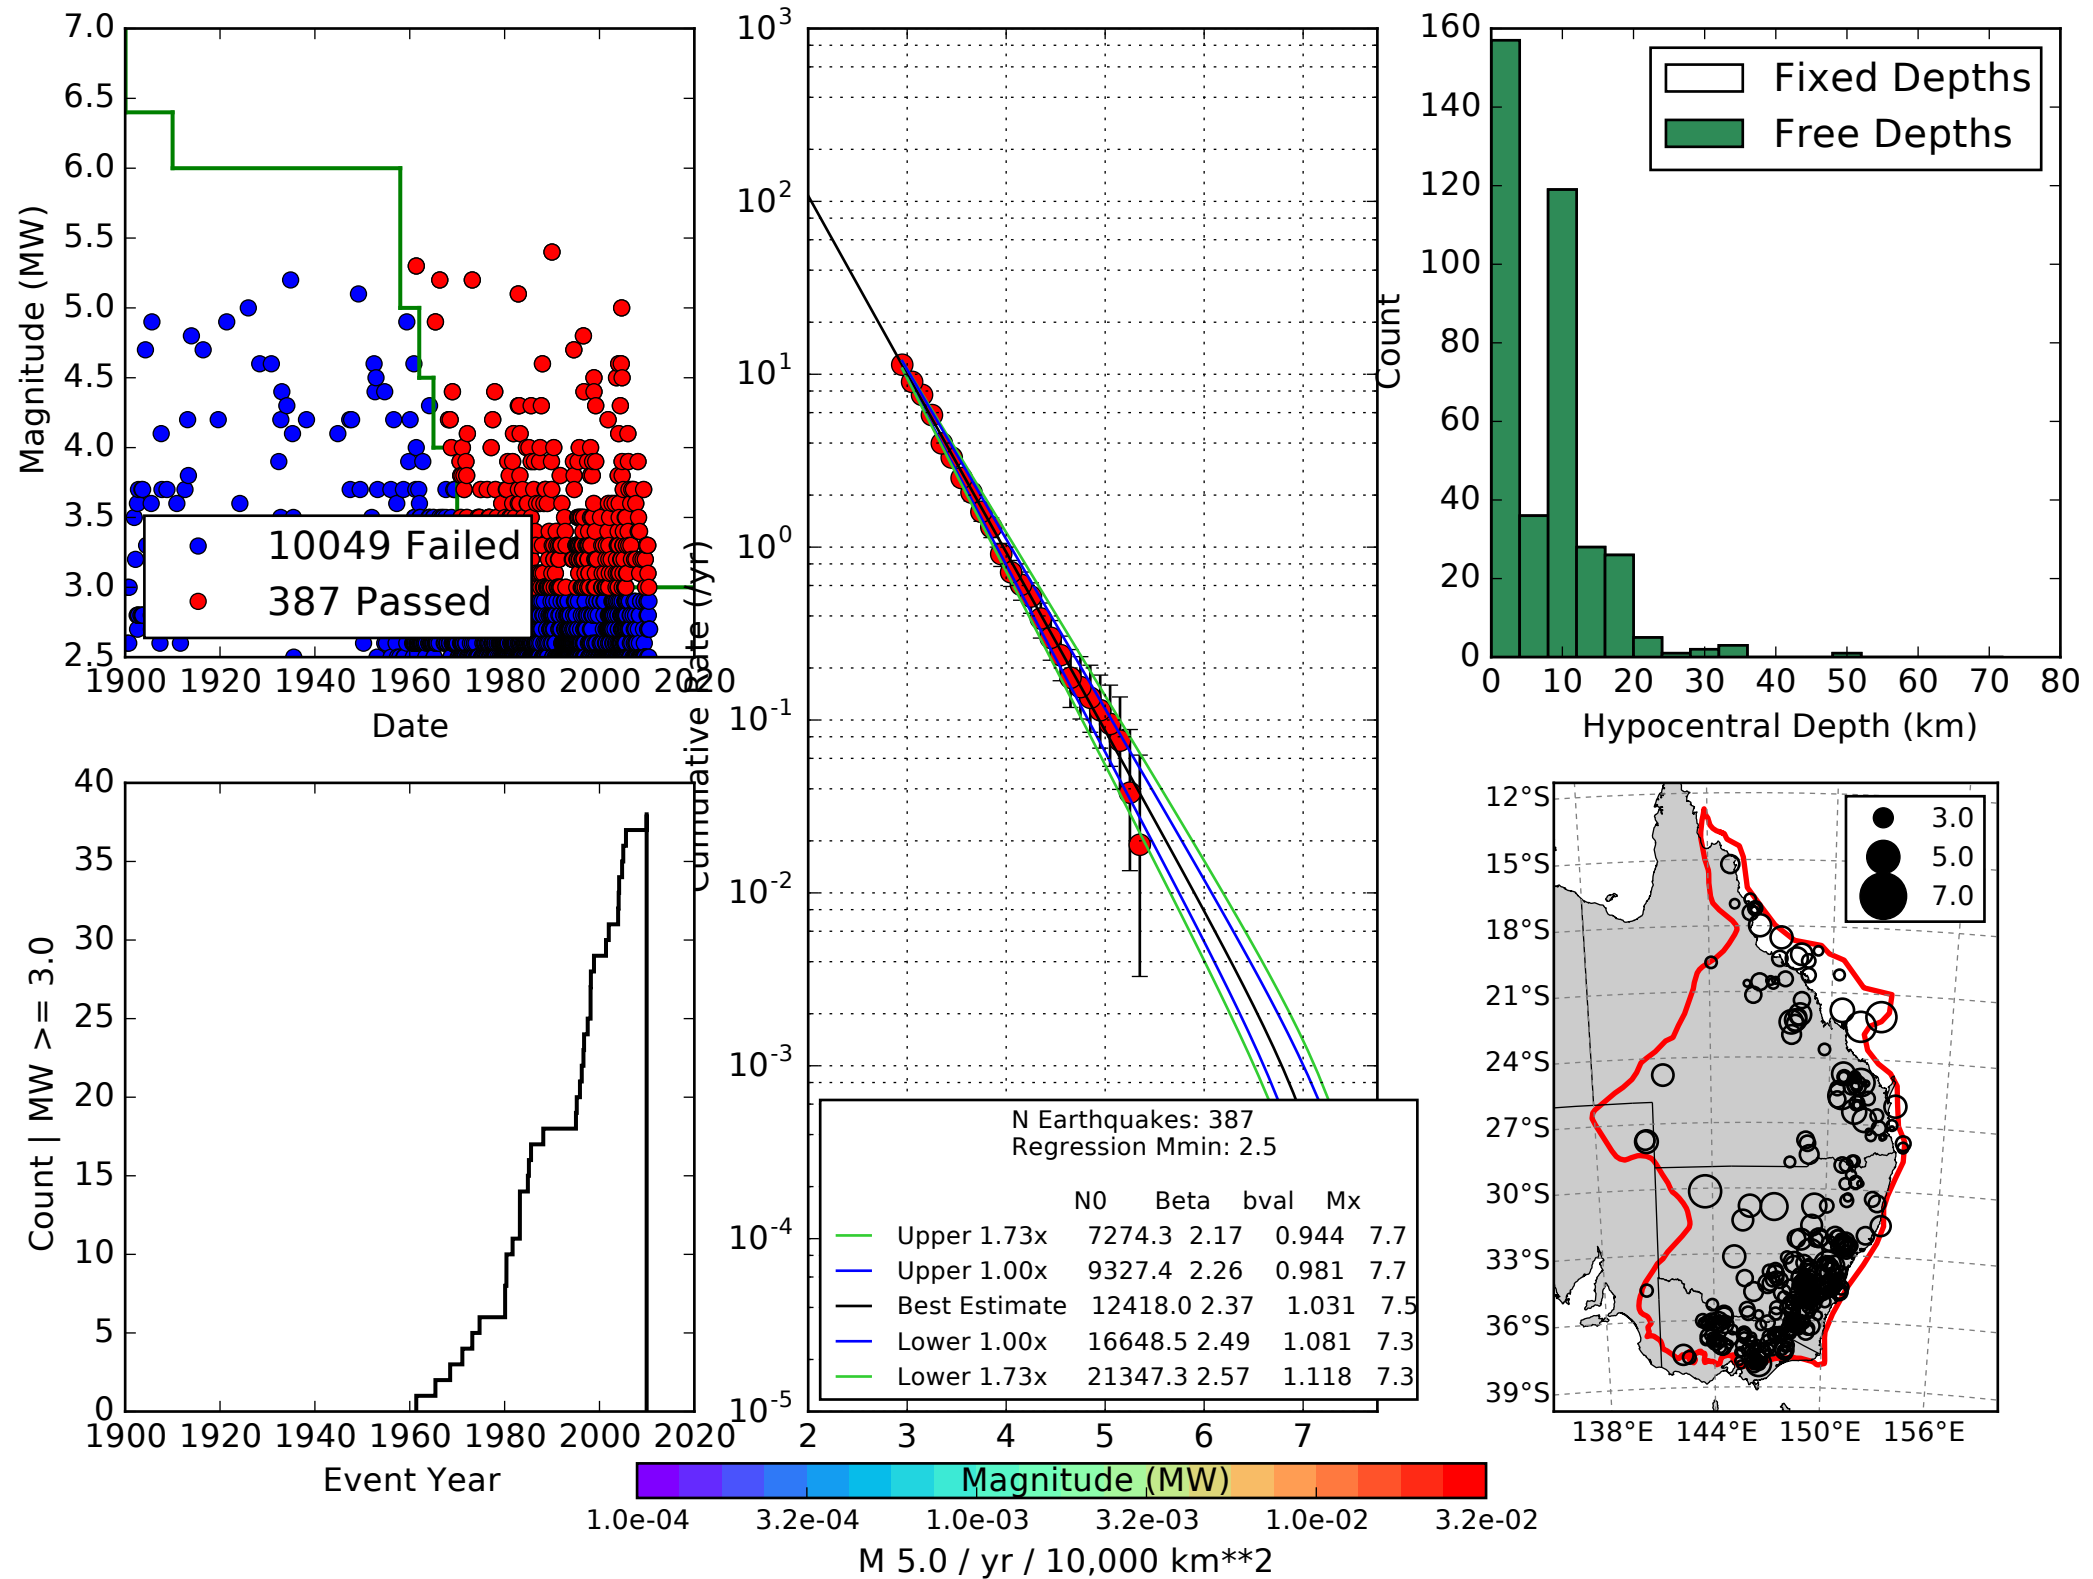 7.0
6.5
6.0
5.5
5.0
4.5
4.0
3.5
3.0
2.5
Magnitude (MW)
10049 Failed
387 Passed
1900 1920 1940 1960 1980 2000 2020
Date
40
35
30
25
20
15
10
5
0
Count | MW >= 3.0
1900 1920 1940 1960 1980 2000 2020
Event Year
10^3
10^2
10^1
10^0
10^-1
10^-2
10^-3
10^-4
10^-5
Cumulative Rate (/yr)
N Earthquakes: 387
Regression Mmin: 2.5
N0 Beta bval Mx
Upper 1.73x 7274.3 2.17 0.944 7.7
Upper 1.00x 9327.4 2.26 0.981 7.7
Best Estimate 12418.0 2.37 1.031 7.5
Lower 1.00x 16648.5 2.49 1.081 7.3
Lower 1.73x 21347.3 2.57 1.118 7.3
2 3 4 5 6 7
Magnitude (MW)
1.0e-04 3.2e-04 1.0e-03 3.2e-03 1.0e-02 3.2e-02
M 5.0 / yr / 10,000 km**2
160
140
120
100
80
60
40
20
0
Count
Fixed Depths
Free Depths
0 10 20 30 40 50 60 70 80
Hypocentral Depth (km)
12°S
15°S
18°S
21°S
24°S
27°S
30°S
33°S
36°S
39°S
3.0
5.0
7.0
138°E 144°E 150°E 156°E